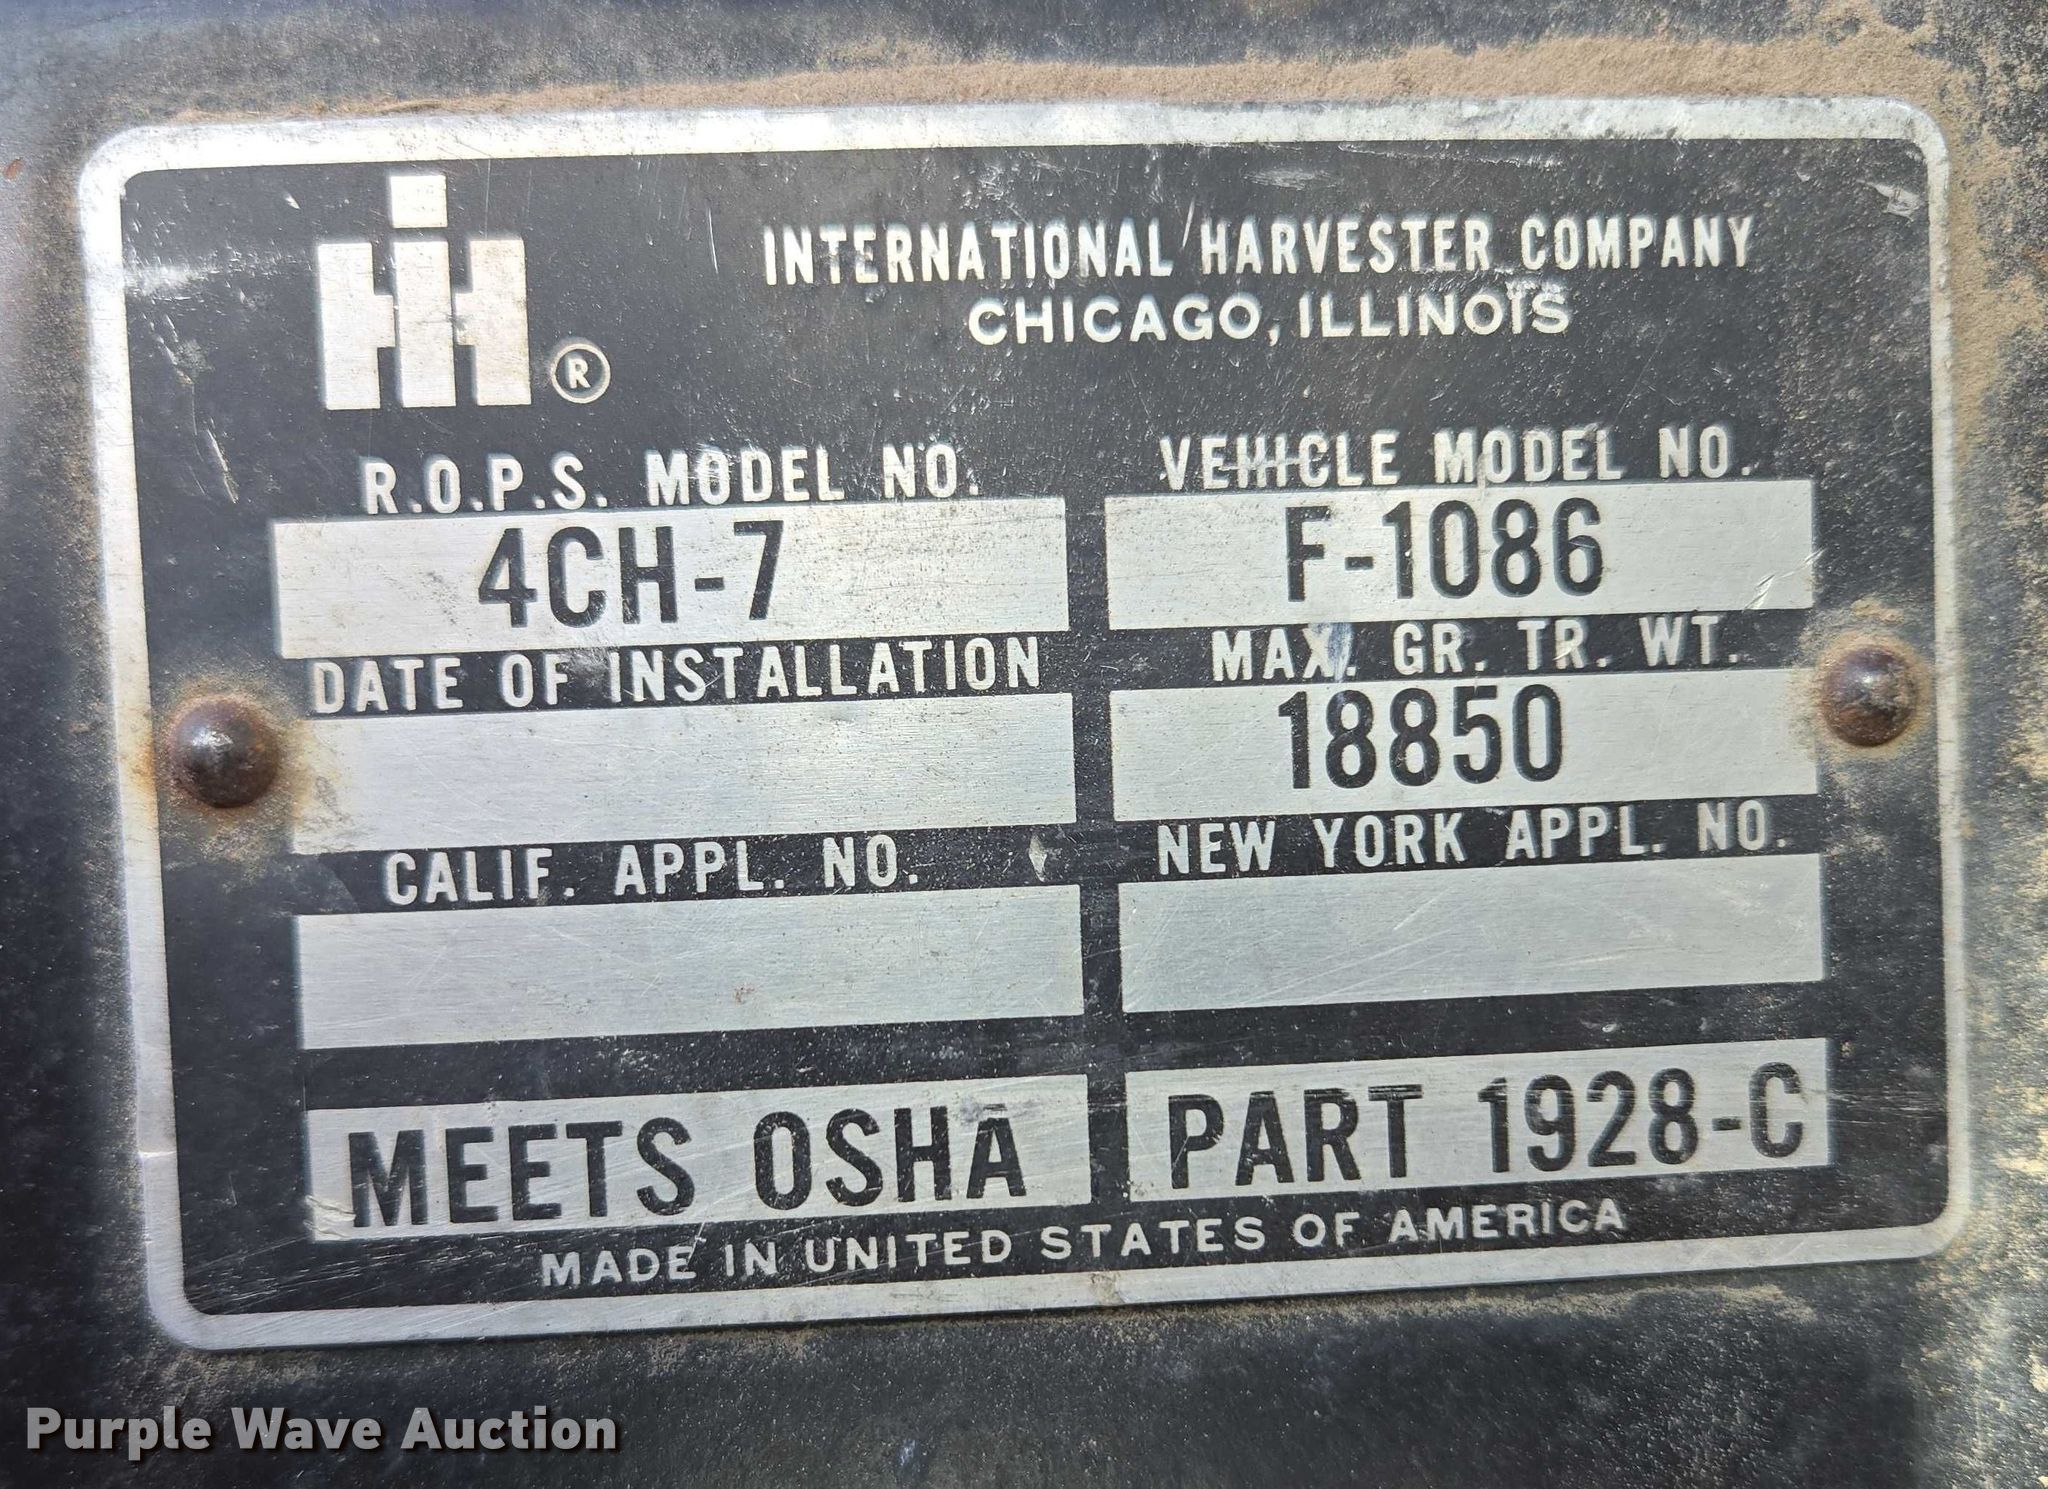 IH ®
INTERNATIONAL HARVESTER COMPANY
CHICAGO, ILLINOIS
R.O.P.S. MODEL NO. VEHICLE MODEL NO.
4CH-7 F-1086
DATE OF INSTALLATION MAX. GR. TR. WT.
18850
CALIF. APPL. NO. NEW YORK APPL. NO.
MEETS OSHA PART 1928-C
MADE IN UNITED STATES OF AMERICA
Purple Wave Auction